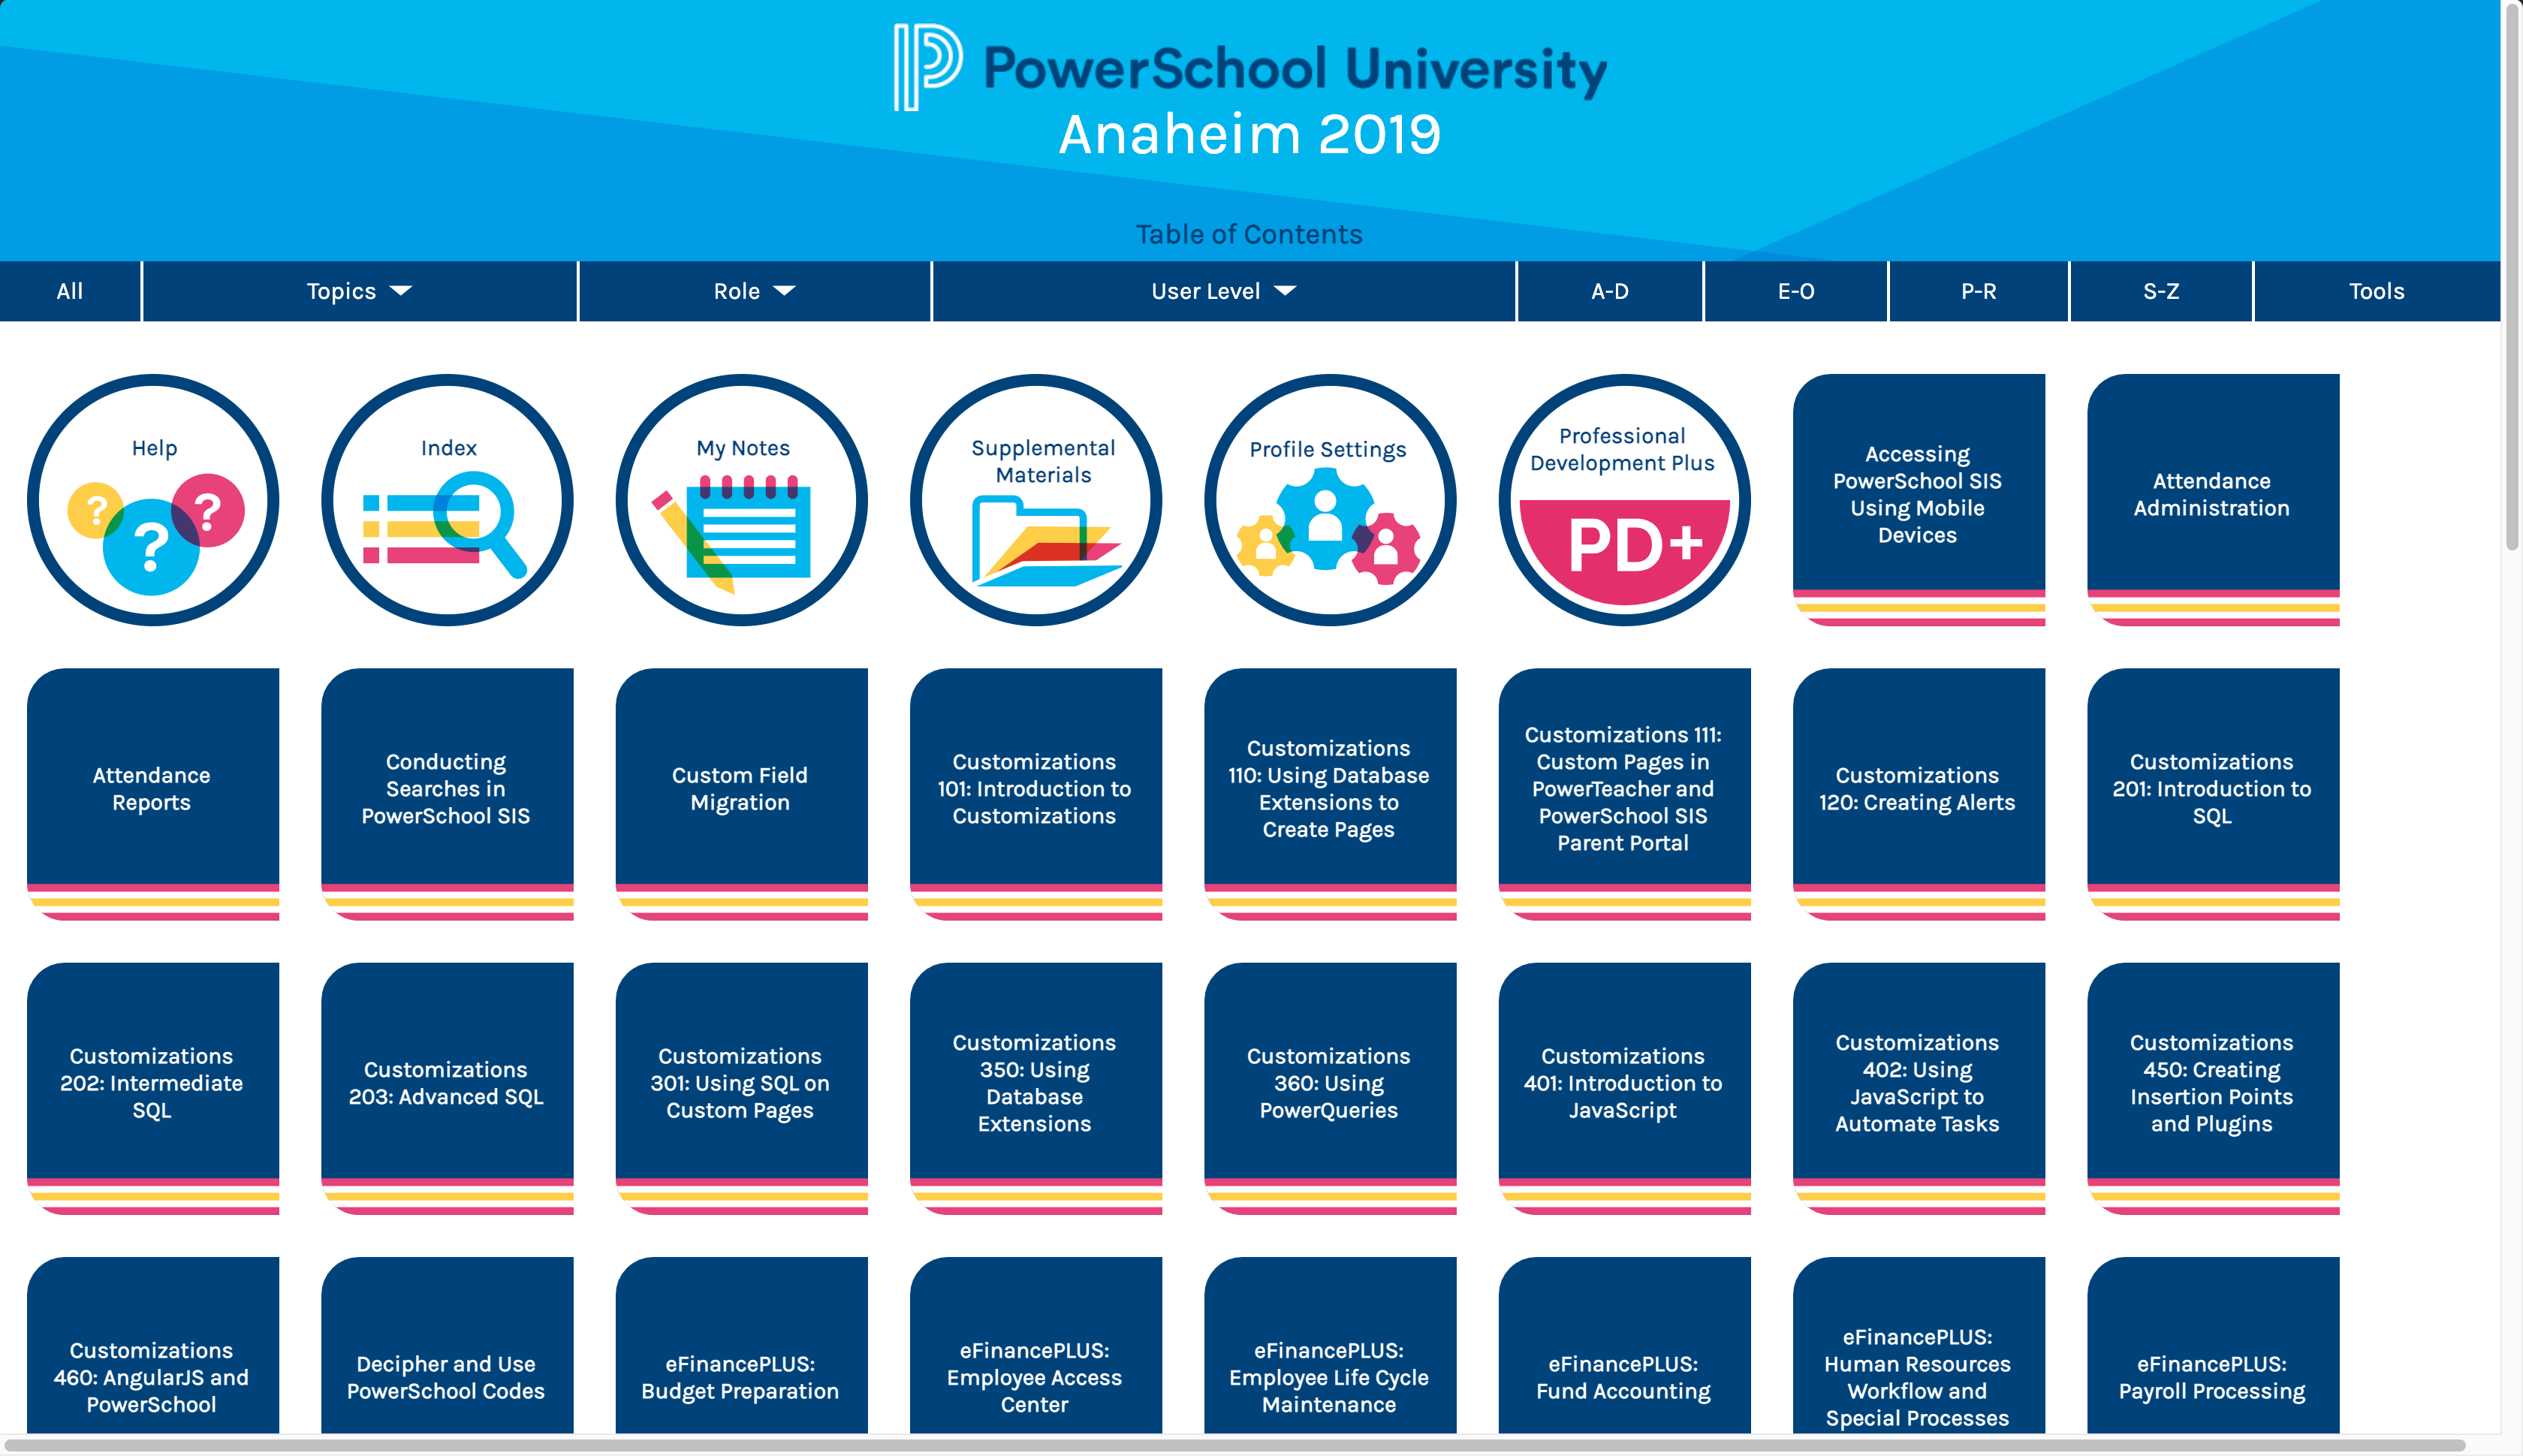 PowerSchool University
Anaheim 2019
Table of Contents
All
Topics
Role
User Level
A-D
E-O
P-R
S-Z
Tools
Help
? ? ?
Index
My Notes
Supplemental
Materials
Profile Settings
Professional
Development Plus
PD+
Accessing
PowerSchool SIS
Using Mobile
Devices
Attendance
Administration
Attendance
Reports
Conducting
Searches in
PowerSchool SIS
Custom Field
Migration
Customizations
101: Introduction to
Customizations
Customizations
110: Using Database
Extensions to
Create Pages
Customizations 111:
Custom Pages in
PowerTeacher and
PowerSchool SIS
Parent Portal
Customizations
120: Creating Alerts
Customizations
201: Introduction to
SQL
Customizations
202: Intermediate
SQL
Customizations
203: Advanced SQL
Customizations
301: Using SQL on
Custom Pages
Customizations
350: Using
Database
Extensions
Customizations
360: Using
PowerQueries
Customizations
401: Introduction to
JavaScript
Customizations
402: Using
JavaScript to
Automate Tasks
Customizations
450: Creating
Insertion Points
and Plugins
Customizations
460: AngularJS and
PowerSchool
Decipher and Use
PowerSchool Codes
eFinancePLUS:
Budget Preparation
eFinancePLUS:
Employee Access
Center
eFinancePLUS:
Employee Life Cycle
Maintenance
eFinancePLUS:
Fund Accounting
eFinancePLUS:
Human Resources
Workflow and
Special Processes
eFinancePLUS:
Payroll Processing